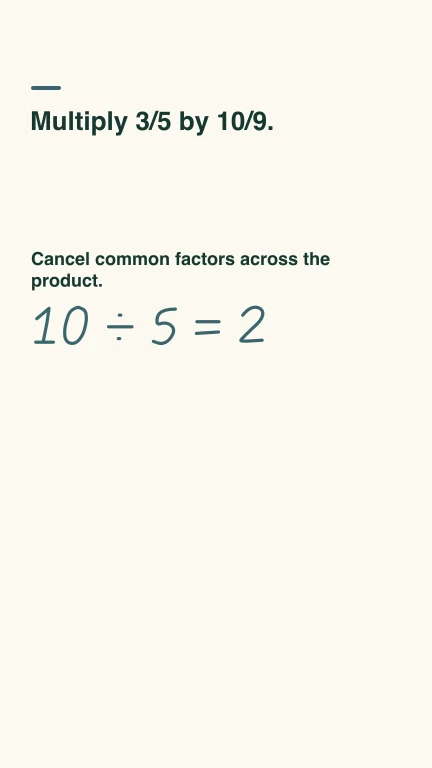 Multiply 3/5 by 10/9.
Cancel common factors across the
product.
10 ÷ 5 = 2